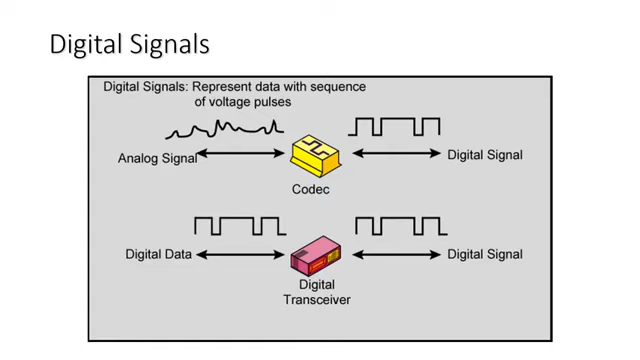 Digital Signals
Digital Signals: Represent data with sequence
of voltage pulses
Analog Signal
Digital Signal
Codec
Digital Data
Digital Signal
Digital
Transceiver